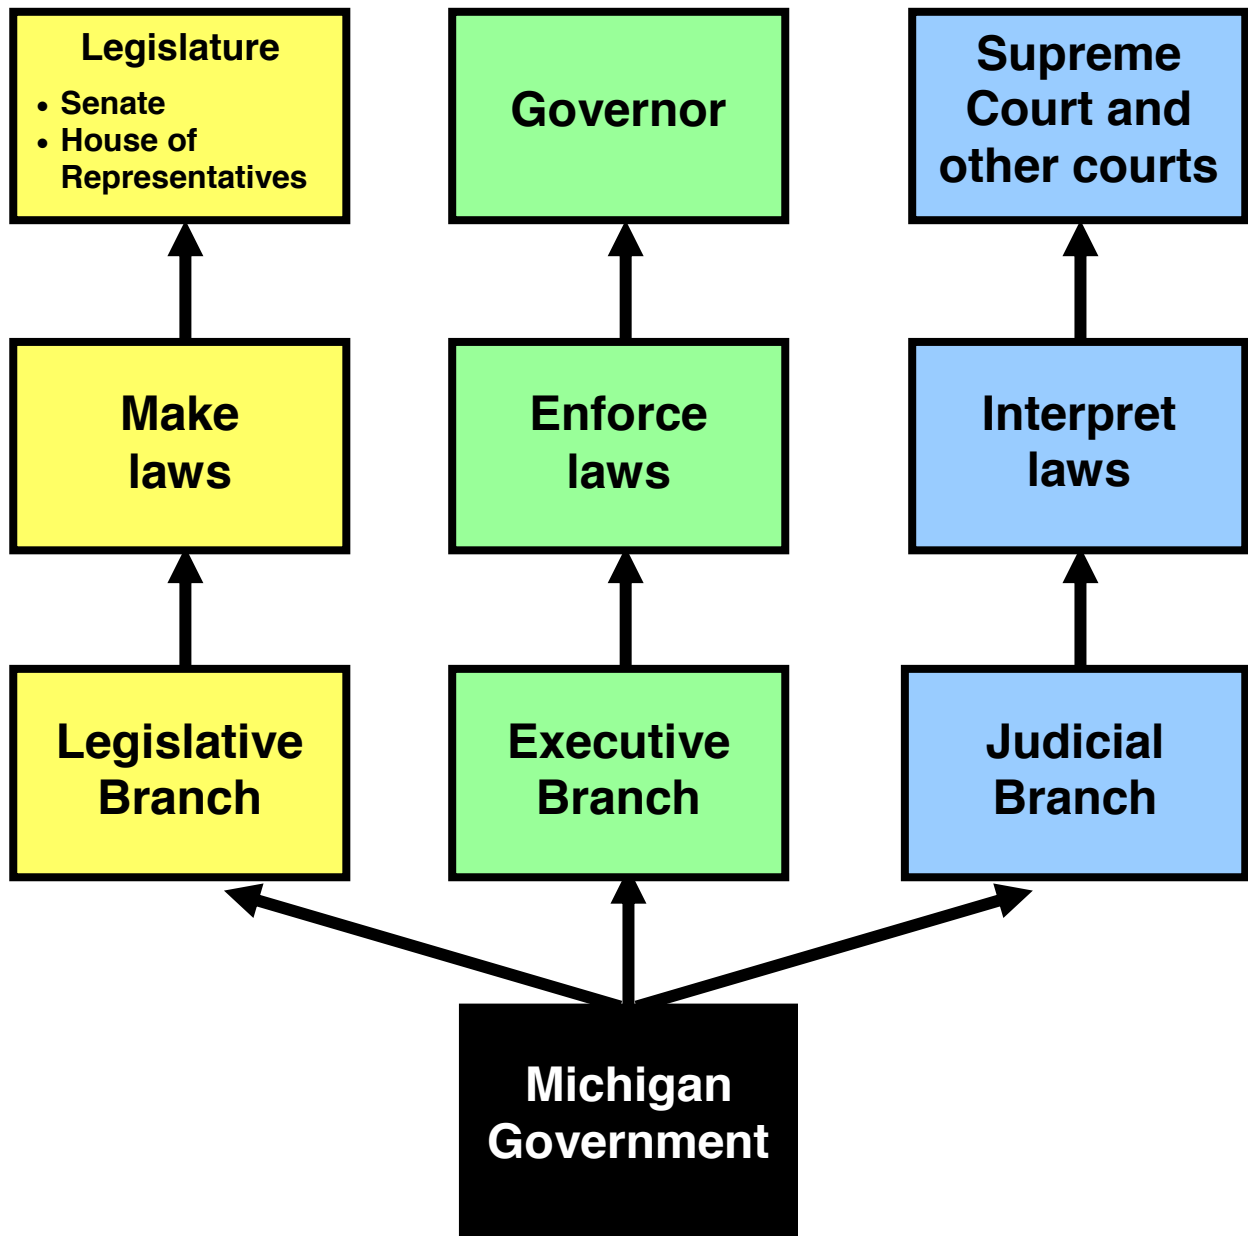 Legislature
• Senate
• House of
Representatives
Governor
Supreme
Court and
other courts
Make
laws
Enforce
laws
Interpret
laws
Legislative
Branch
Executive
Branch
Judicial
Branch
Michigan
Government